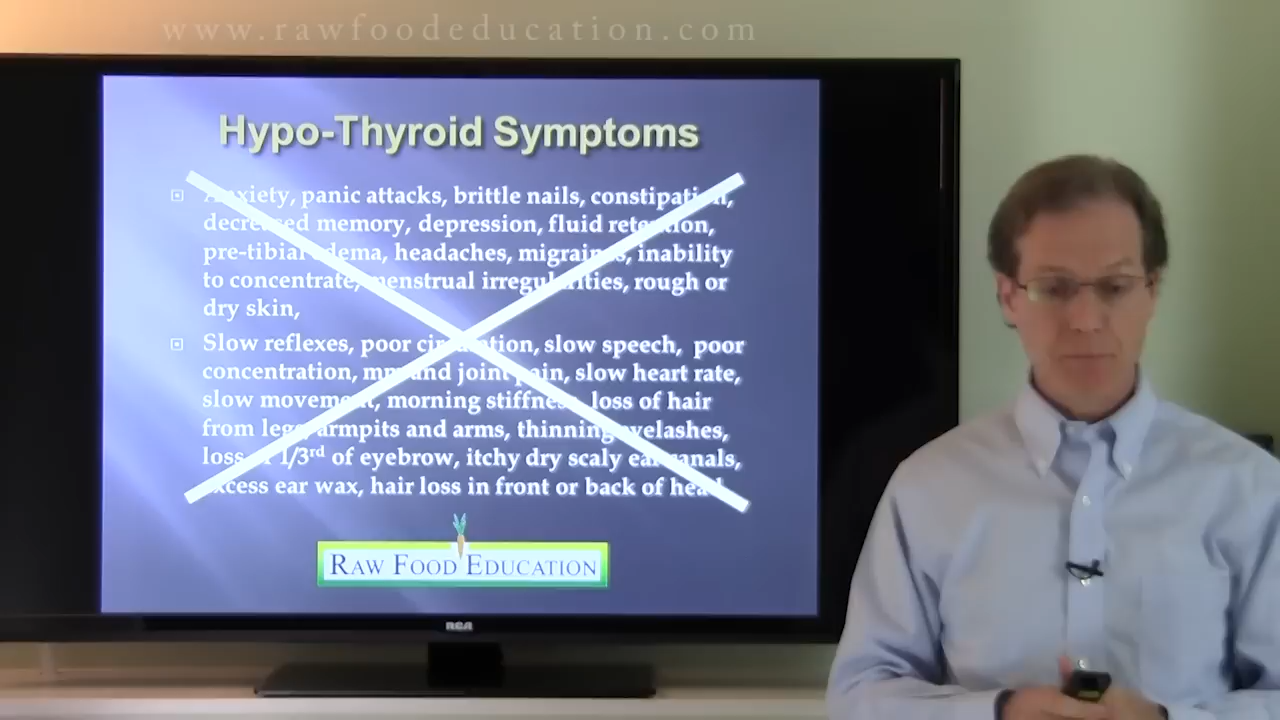 www.rawfoodeducation.com
Hypo-Thyroid Symptoms
Anxiety, panic attacks, brittle nails, constipation,
decreased memory, depression, fluid retention,
pre-tibial edema, headaches, migraines, inability
to concentrate, menstrual irregularities, rough or
dry skin,
Slow reflexes, poor circulation, slow speech, poor
concentration, mm and joint pain, slow heart rate,
slow movement, morning stiffness, loss of hair
from legs, armpits and arms, thinning eyelashes,
loss of 1/3rd of eyebrow, itchy dry scaly ear canals,
excess ear wax, hair loss in front or back of head
RAW FOOD EDUCATION
RCA